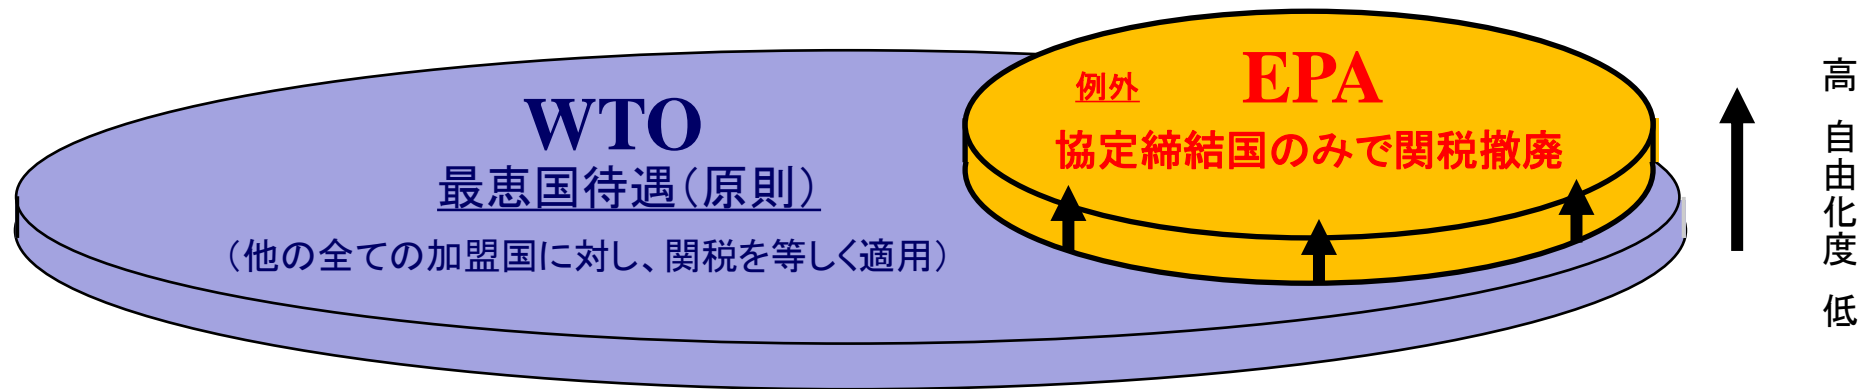 WTO
最恵国待遇（原則）
（他の全ての加盟国に対し、関税を等しく適用）
例外 EPA
協定締結国のみで関税撤廃
高 自由化度 低